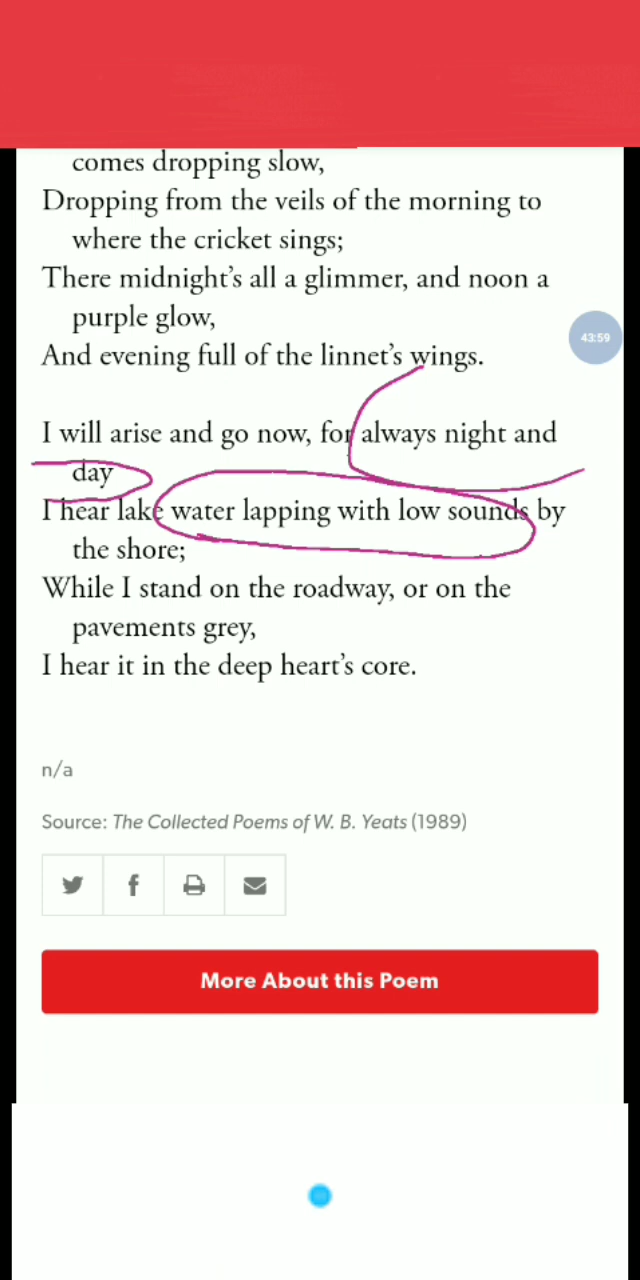 comes dropping slow,
Dropping from the veils of the morning to
where the cricket sings;
There midnight's all a glimmer, and noon a
purple glow,
And evening full of the linnet's wings.
43:59
I will arise and go now, for always night and
day
I hear lake water lapping with low sounds by
the shore;
While I stand on the roadway, or on the
pavements grey,
I hear it in the deep heart's core.
n/a
Source: The Collected Poems of W. B. Yeats (1989)
More About this Poem